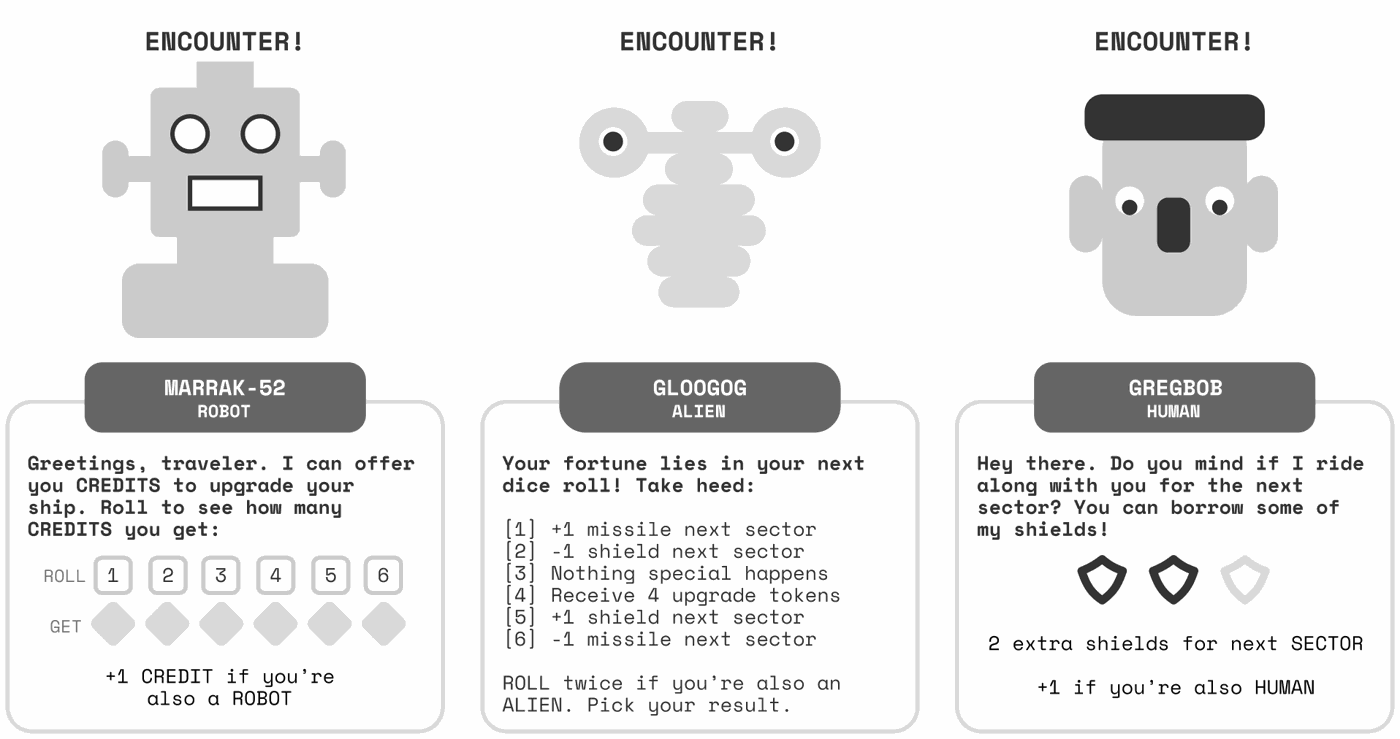 ENCOUNTER!
MARRAK-52
ROBOT
Greetings, traveler. I can offer
you CREDITS to upgrade your
ship. Roll to see how many
CREDITS you get:
ROLL 1 2 3 4 5 6
GET
+1 CREDIT if you’re
also a ROBOT
ENCOUNTER!
GLOOGOG
ALIEN
Your fortune lies in your next
dice roll! Take heed:
[1] +1 missile next sector
[2] -1 shield next sector
[3] Nothing special happens
[4] Receive 4 upgrade tokens
[5] +1 shield next sector
[6] -1 missile next sector
ROLL twice if you’re also an
ALIEN. Pick your result.
ENCOUNTER!
GREGBOB
HUMAN
Hey there. Do you mind if I ride
along with you for the next
sector? You can borrow some of
my shields!
2 extra shields for next SECTOR
+1 if you’re also HUMAN